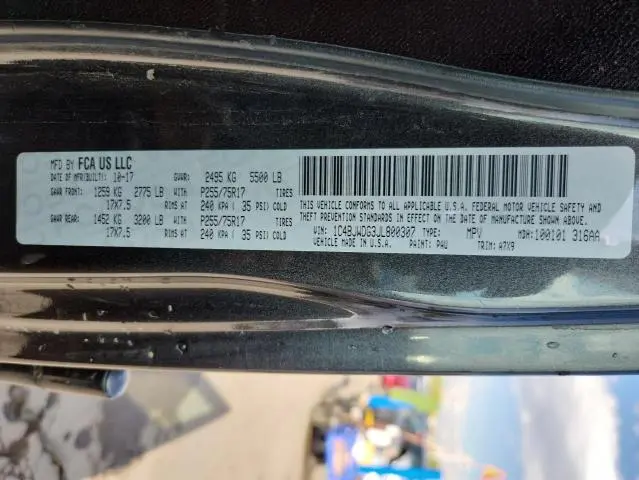 MFD BY FCA US LLC
DATE OF MFR(BUILT): 10-17 GVWR: 2495 KG 5500 LB
GAWR FRONT: 1259 KG 2775 LB WITH P255/75R17 TIRES
17X7.5 RIMS AT 240 KPA ( 35 PSI) COLD
GAWR REAR: 1452 KG 3200 LB WITH P255/75R17 TIRES
17X7.5 RIMS AT 240 KPA ( 35 PSI) COLD
THIS VEHICLE CONFORMS TO ALL APPLICABLE U.S.A. FEDERAL MOTOR VEHICLE SAFETY AND
THEFT PREVENTION STANDARDS IN EFFECT ON THE DATE OF MANUFACTURE SHOWN ABOVE.
VIN: 1C4BJWDG3JL800307 TYPE: MPV MDH: 100101 316AA
VEHICLE MADE IN U.S.A. PAINT: PAU TRIM: A7X9